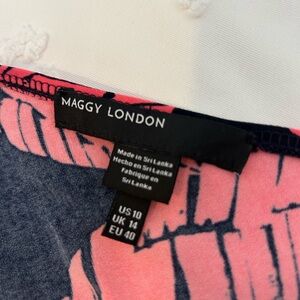 MAGGY LONDON
Made in Sri Lanka
Hecho en Sri Lanka
Fabrique en
Sri Lanka
US 10
UK 14
EU 40